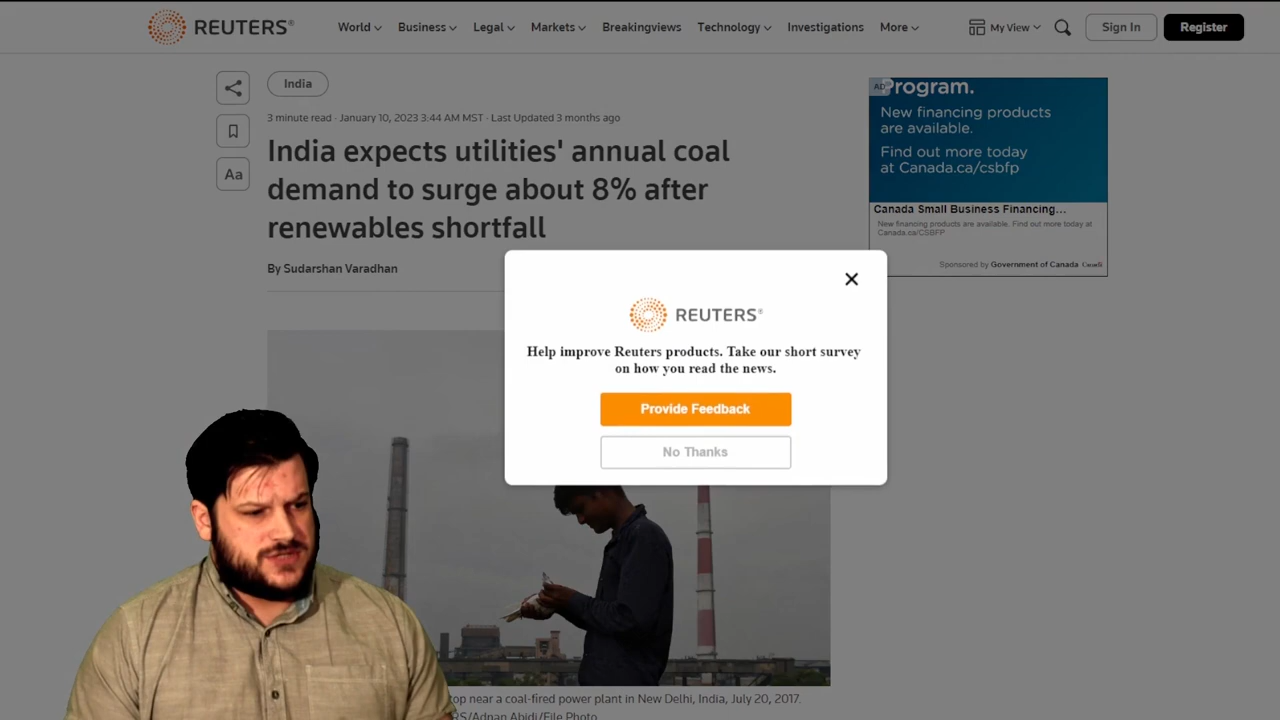 REUTERS®
World
Business
Legal
Markets
Breakingviews
Technology
Investigations
More
My View
Sign In
Register
India
3 minute read · January 10, 2023 3:44 AM MST · Last Updated 3 months ago
Aa
India expects utilities' annual coal
demand to surge about 8% after
renewables shortfall
By Sudarshan Varadhan
AD
Program.
New financing products
are available.
Find out more today
at Canada.ca/csbfp
Canada Small Business Financing...
New financing products are available. Find out more today at
Canada.ca/CSBFP
Sponsored by Government of Canada
REUTERS®
Help improve Reuters products. Take our short survey
on how you read the news.
Provide Feedback
No Thanks
top near a coal-fired power plant in New Delhi, India, July 20, 2017.
RS/Adnan Abidi/File Photo